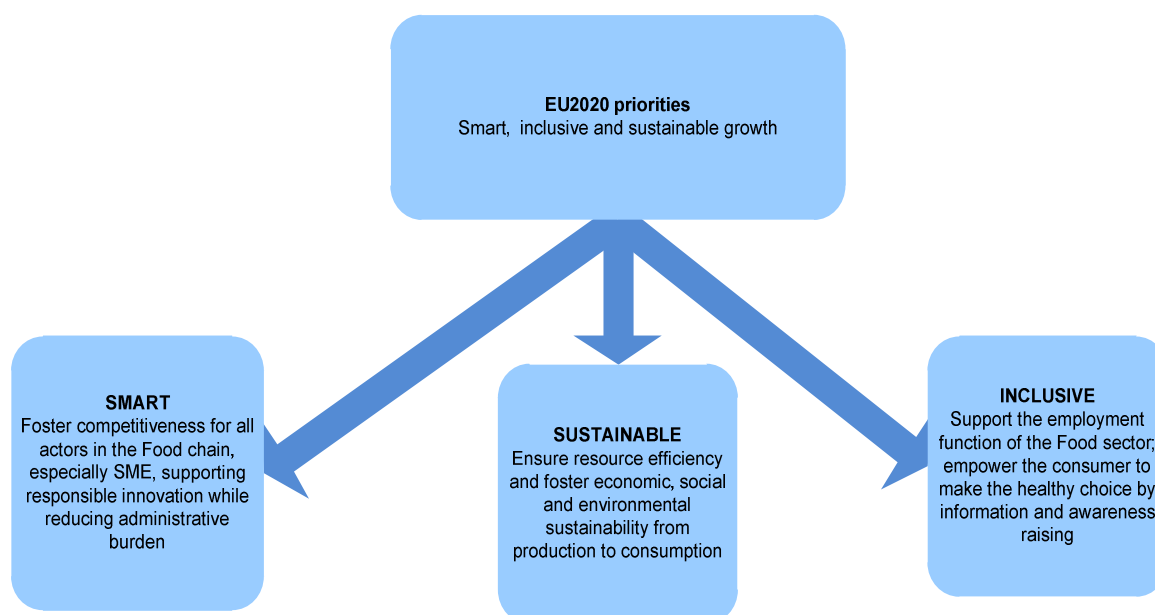 EU2020 priorities
Smart, inclusive and sustainable growth
SMART
Foster competitiveness for all
actors in the Food chain,
especially SME, supporting
responsible innovation while
reducing administrative
burden
SUSTAINABLE
Ensure resource efficiency
and foster economic, social
and environmental
sustainability from
production to consumption
INCLUSIVE
Support the employment
function of the Food sector;
empower the consumer to
make the healthy choice by
information and awareness
raising